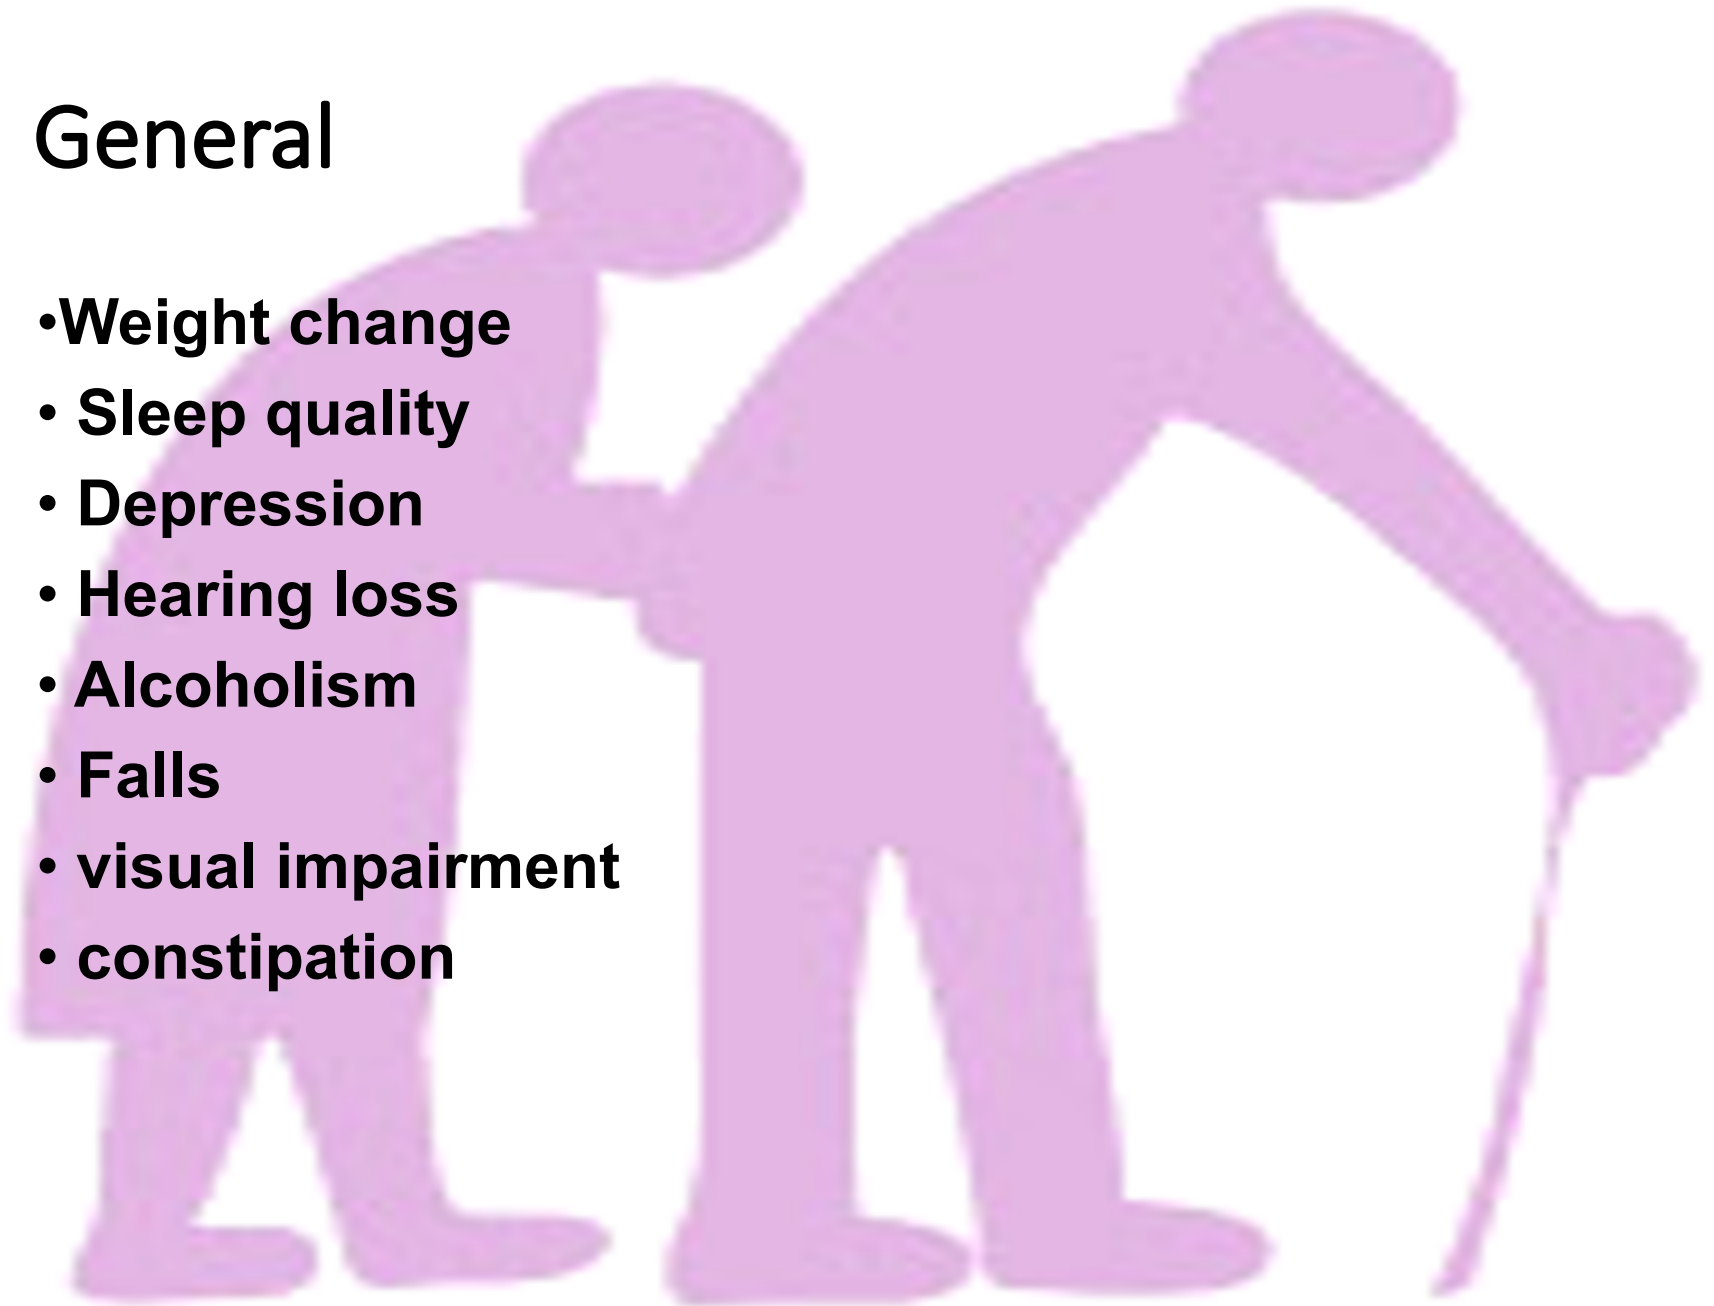 General
•Weight change
• Sleep quality
• Depression
• Hearing loss
• Alcoholism
• Falls
• visual impairment
• constipation